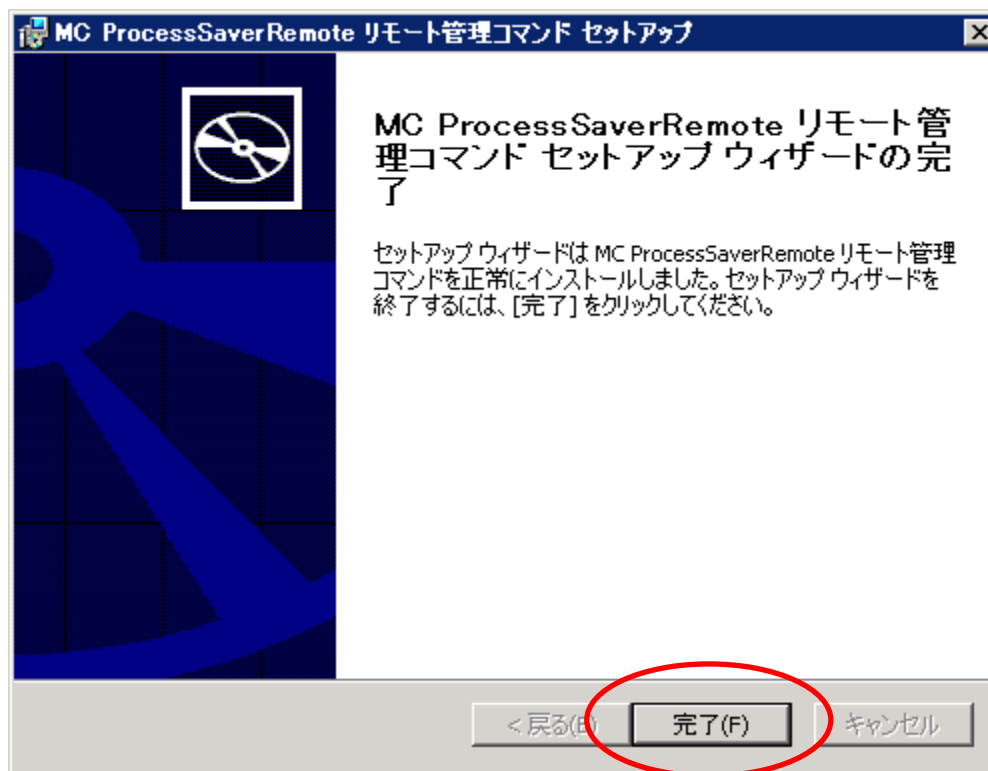 MC ProcessSaverRemote リモート管理コマンド セットアップ
MC ProcessSaverRemote リモート管
理コマンド セットアップ ウィザードの完
了
セットアップ ウィザードは MC ProcessSaverRemote リモート管理
コマンドを正常にインストールしました。セットアップ ウィザードを
終了するには、[完了] をクリックしてください。
< 戻る(B) 完了(F) キャンセル